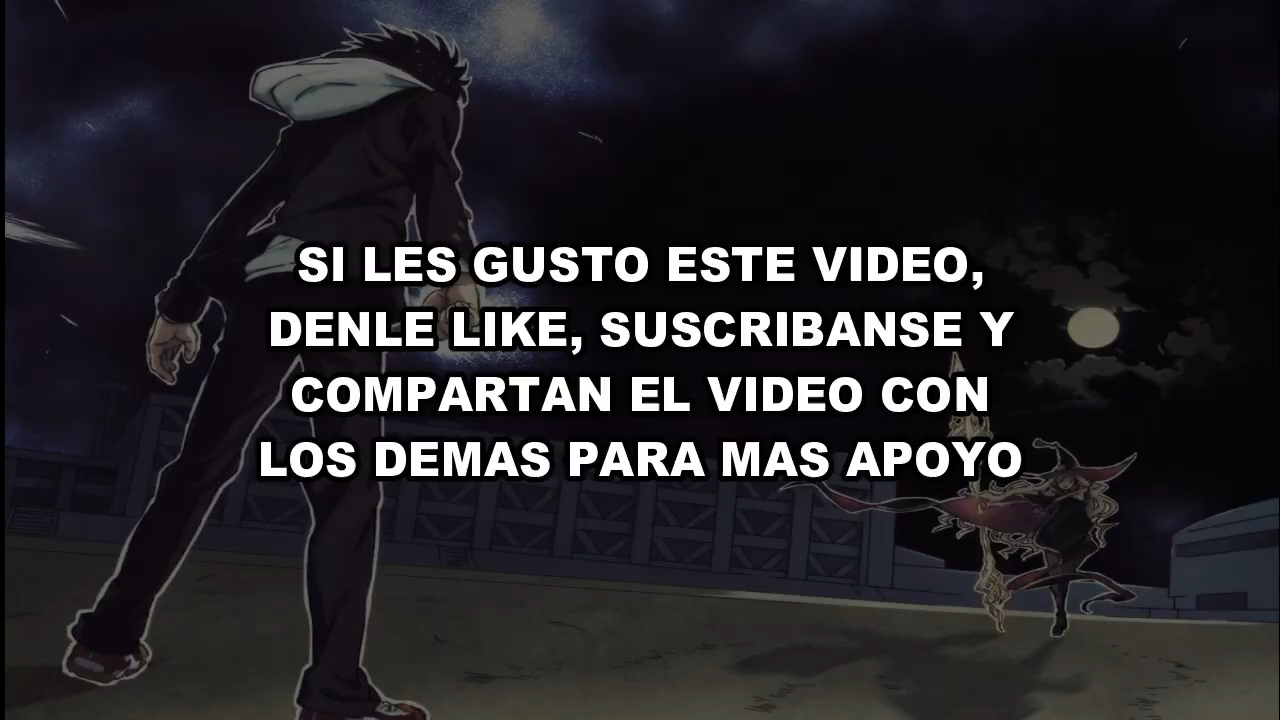 SI LES GUSTO ESTE VIDEO,
DENLE LIKE, SUSCRIBANSE Y
COMPARTAN EL VIDEO CON
LOS DEMAS PARA MAS APOYO